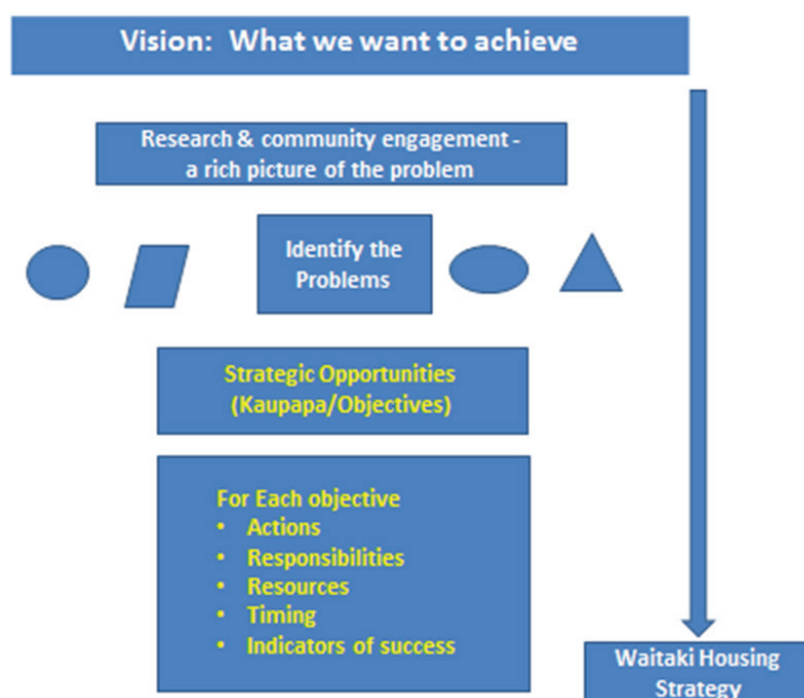 Vision: What we want to achieve
Research & community engagement -
a rich picture of the problem
Identify the
Problems
Strategic Opportunities
(Kaupapa/Objectives)
For Each objective
• Actions
• Responsibilities
• Resources
• Timing
• Indicators of success
Waitaki Housing
Strategy